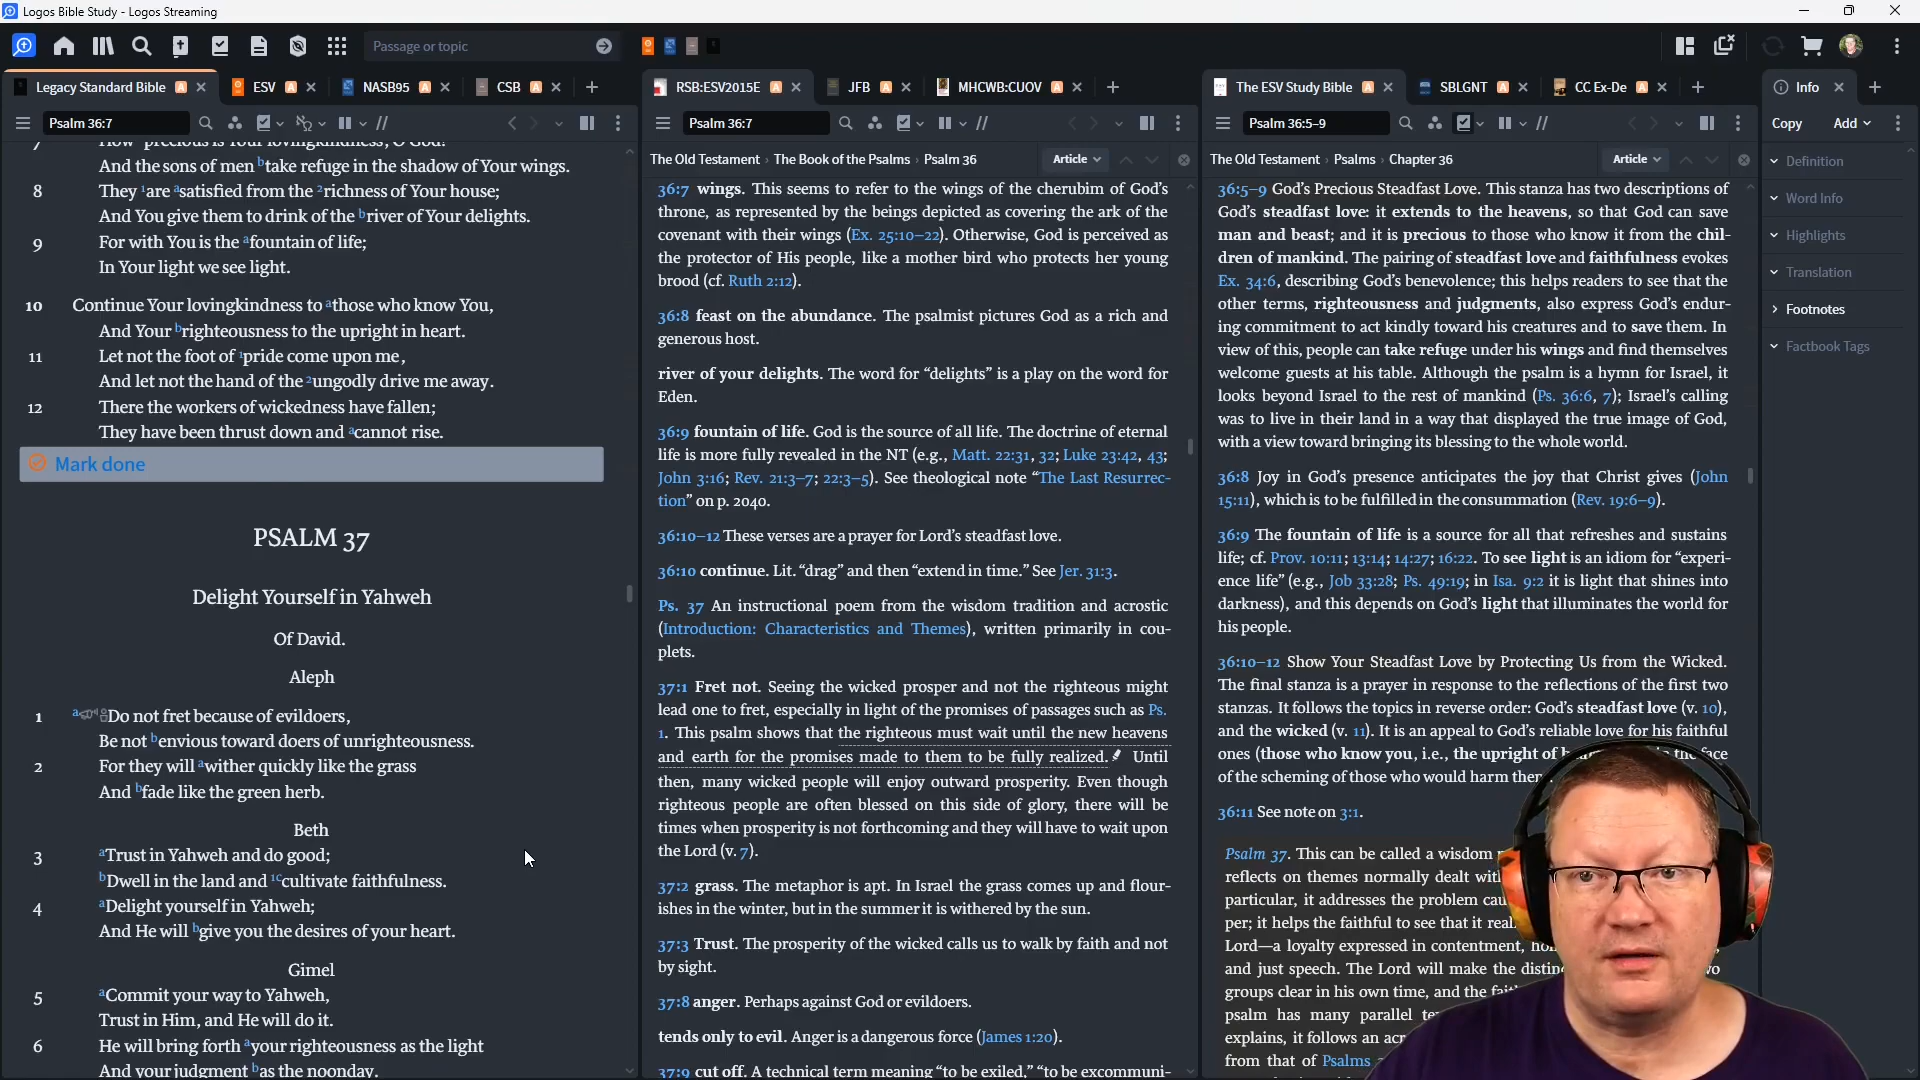 Logos Bible Study - Logos Streaming
Passage or topic
Legacy Standard Bible A
ESV A
NASB95 A
CSB A
RSB:ESV2015E A
JFB A
MHCWB:CUOV A
The ESV Study Bible A
SBLGNT A
CC Ex-De A
Info
Psalm 36:7
7 How precious is Your lovingkindness, O God!
And the sons of men btake refuge in the shadow of Your wings.
8 They 1are asatisfied from the 2richness of Your house;
And You give them to drink of the briver of Your delights.
9 For with You is the afountain of life;
In Your light we see light.
10 Continue Your lovingkindness to athose who know You,
And Your brighteousness to the upright in heart.
11 Let not the foot of 1pride come upon me,
And let not the hand of the 2ungodly drive me away.
12 There the workers of wickedness have fallen;
They have been thrust down and acannot rise.
Mark done
PSALM 37
Delight Yourself in Yahweh
Of David.
Aleph
1 aDo not fret because of evildoers,
Be not benvious toward doers of unrighteousness.
2 For they will awither quickly like the grass
And bfade like the green herb.
Beth
3 aTrust in Yahweh and do good;
bDwell in the land and 1ccultivate faithfulness.
4 aDelight yourself in Yahweh;
And He will bgive you the desires of your heart.
Gimel
5 aCommit your way to Yahweh,
Trust in Him, and He will do it.
6 He will bring forth ayour righteousness as the light
And your judgment bas the noonday.
Psalm 36:7
The Old Testament › The Book of the Psalms › Psalm 36
Article
36:7 wings. This seems to refer to the wings of the cherubim of God's
throne, as represented by the beings depicted as covering the ark of the
covenant with their wings (Ex. 25:10–22). Otherwise, God is perceived as
the protector of His people, like a mother bird who protects her young
brood (cf. Ruth 2:12).
36:8 feast on the abundance. The psalmist pictures God as a rich and
generous host.
river of your delights. The word for “delights” is a play on the word for
Eden.
36:9 fountain of life. God is the source of all life. The doctrine of eternal
life is more fully revealed in the NT (e.g., Matt. 22:31, 32; Luke 23:42, 43;
John 3:16; Rev. 21:3–7; 22:3–5). See theological note “The Last Resurrec-
tion” on p. 2040.
36:10–12 These verses are a prayer for Lord's steadfast love.
36:10 continue. Lit. “drag” and then “extend in time.” See Jer. 31:3.
Ps. 37 An instructional poem from the wisdom tradition and acrostic
(Introduction: Characteristics and Themes), written primarily in cou-
plets.
37:1 Fret not. Seeing the wicked prosper and not the righteous might
lead one to fret, especially in light of the promises of passages such as Ps.
1. This psalm shows that the righteous must wait until the new heavens
and earth for the promises made to them to be fully realized. Until
then, many wicked people will enjoy outward prosperity. Even though
righteous people are often blessed on this side of glory, there will be
times when prosperity is not forthcoming and they will have to wait upon
the Lord (v. 7).
37:2 grass. The metaphor is apt. In Israel the grass comes up and flour-
ishes in the winter, but in the summer it is withered by the sun.
37:3 Trust. The prosperity of the wicked calls us to walk by faith and not
by sight.
37:8 anger. Perhaps against God or evildoers.
tends only to evil. Anger is a dangerous force (James 1:20).
37:9 cut off. A technical term meaning “to be exiled,” “to be excommuni-
Psalm 36:5–9
The Old Testament › Psalms › Chapter 36
Article
36:5–9 God's Precious Steadfast Love. This stanza has two descriptions of
God's steadfast love: it extends to the heavens, so that God can save
man and beast; and it is precious to those who know it from the chil-
dren of mankind. The pairing of steadfast love and faithfulness evokes
Ex. 34:6, describing God's benevolence; this helps readers to see that the
other terms, righteousness and judgments, also express God's endur-
ing commitment to act kindly toward his creatures and to save them. In
view of this, people can take refuge under his wings and find themselves
welcome guests at his table. Although the psalm is a hymn for Israel, it
looks beyond Israel to the rest of mankind (Ps. 36:6, 7); Israel's calling
was to live in their land in a way that displayed the true image of God,
with a view toward bringing its blessing to the whole world.
36:8 Joy in God's presence anticipates the joy that Christ gives (John
15:11), which is to be fulfilled in the consummation (Rev. 19:6–9).
36:9 The fountain of life is a source for all that refreshes and sustains
life; cf. Prov. 10:11; 13:14; 14:27; 16:22. To see light is an idiom for “experi-
ence life” (e.g., Job 33:28; Ps. 49:19; in Isa. 9:2 it is light that shines into
darkness), and this depends on God's light that illuminates the world for
his people.
36:10–12 Show Your Steadfast Love by Protecting Us from the Wicked.
The final stanza is a prayer in response to the reflections of the first two
stanzas. It follows the topics in reverse order: God's steadfast love (v. 10),
and the wicked (v. 11). It is an appeal to God's reliable love for his faithful
ones (those who know you, i.e., the upright of the face
of the scheming of those who would harm
36:11 See note on 3:1.
Psalm 37. This can be called a wisdom
reflects on themes normally dealt
particular, it addresses the problem
per; it helps the faithful to see that it
Lord—a loyalty expressed in contentment,
and just speech. The Lord will make the
groups clear in his own time, and the
psalm has many parallel
explains, it follows an
from that of Psalms
Copy
Add
Definition
Word Info
Highlights
Translation
Footnotes
Factbook Tags